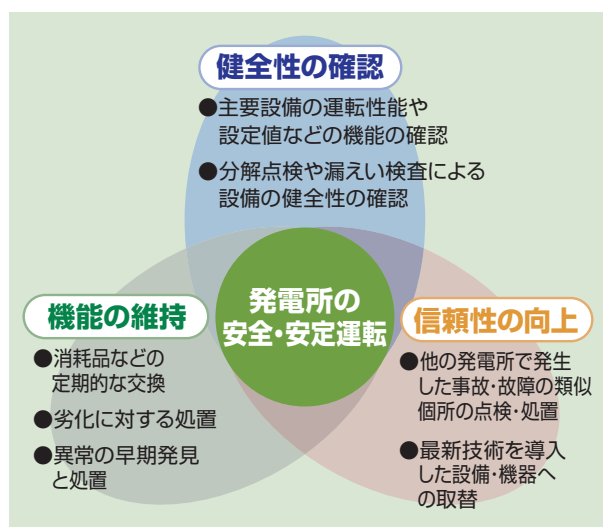 健全性の確認
●主要設備の運転性能や
設定値などの機能の確認
●分解点検や漏えい検査による
設備の健全性の確認
発電所の
安全・安定運転
機能の維持
●消耗品などの
定期的な交換
●劣化に対する処置
●異常の早期発見
と処置
信頼性の向上
●他の発電所で発生
した事故・故障の類似
個所の点検・処置
●最新技術を導入
した設備・機器へ
の取替